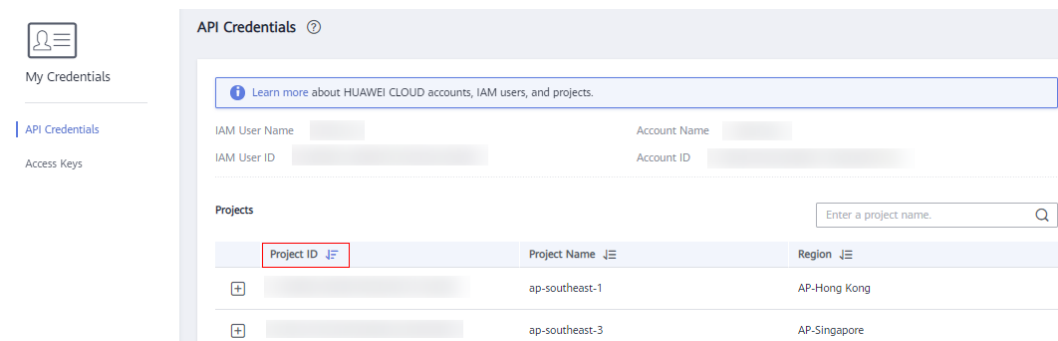 API Credentials
My Credentials
Learn more about HUAWEI CLOUD accounts, IAM users, and projects.
API Credentials
Access Keys
IAM User Name
Account Name
IAM User ID
Account ID
Projects
Enter a project name.
Project ID Project Name Region
ap-southeast-1 AP-Hong Kong
ap-southeast-3 AP-Singapore